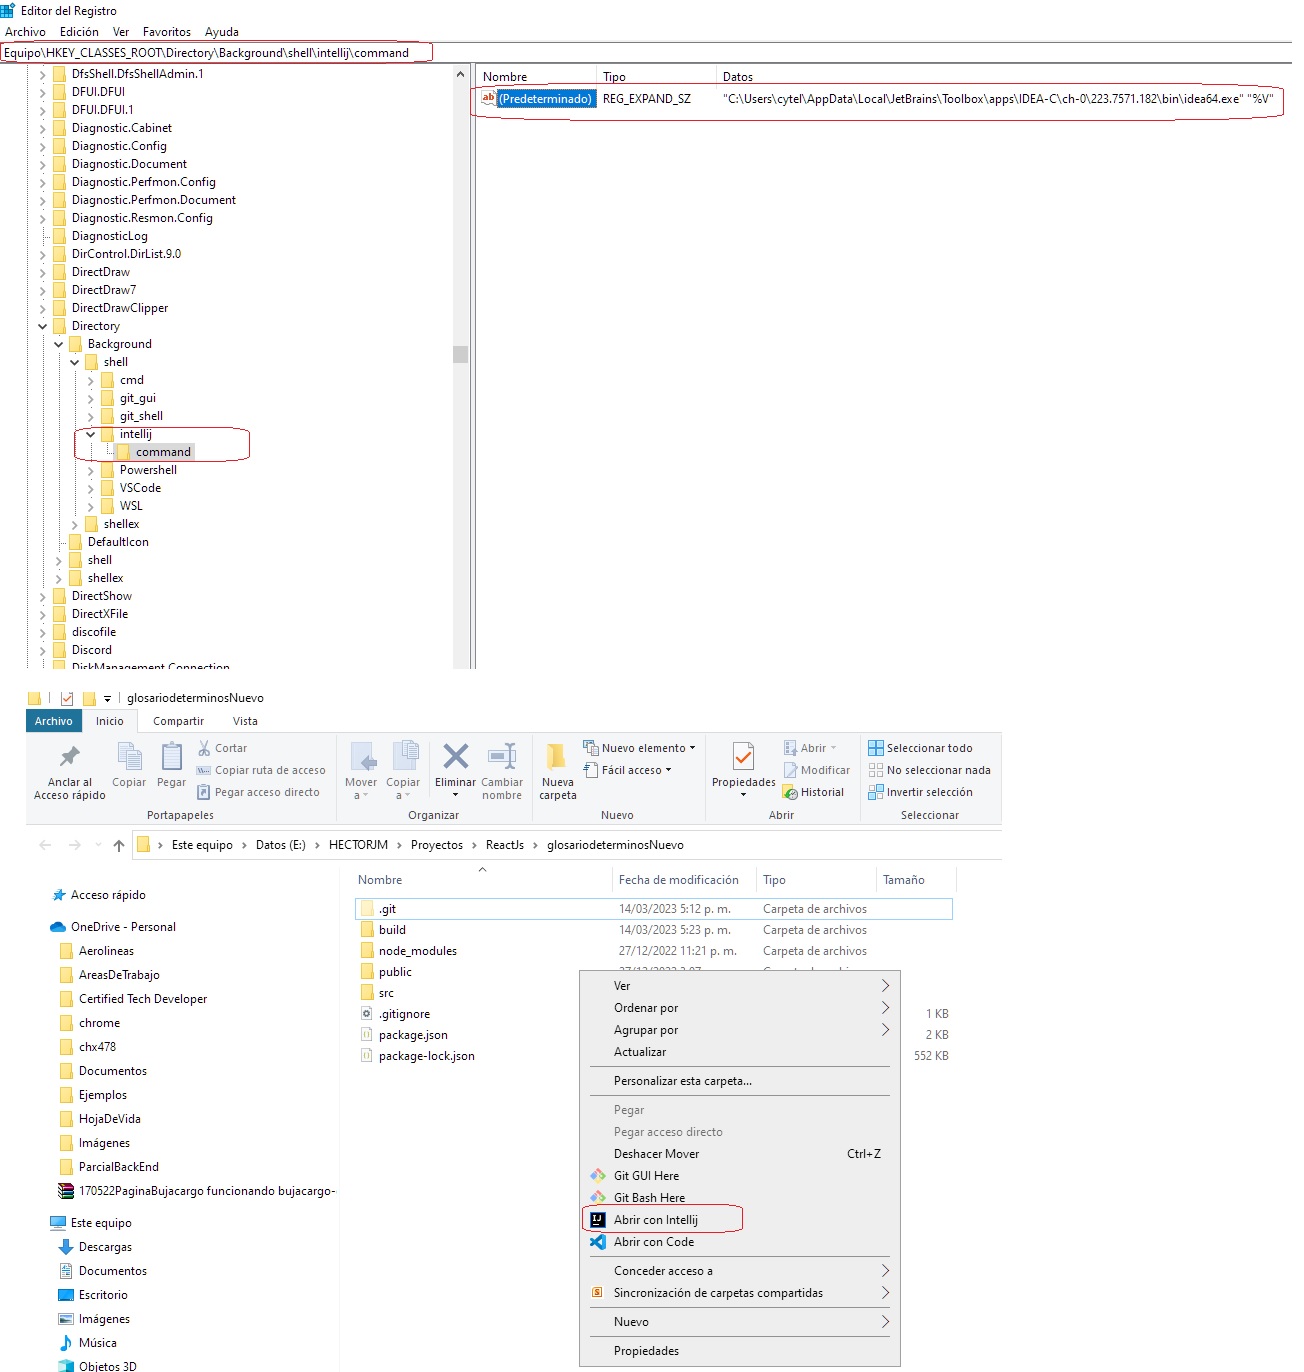 Editor del Registro
Archivo Edición Ver Favoritos Ayuda
Equipo\HKEY_CLASSES_ROOT\Directory\Background\shell\intellij\command
DfsShell.DfsShellAdmin.1
DFUI.DFUI
DFUI.DFUI.1
Diagnostic.Cabinet
Diagnostic.Config
Diagnostic.Document
Diagnostic.Perfmon.Config
Diagnostic.Perfmon.Document
Diagnostic.Resmon.Config
DiagnosticLog
DirControl.DirList.9.0
DirectDraw
DirectDraw7
DirectDrawClipper
Directory
Background
shell
cmd
git_gui
git_shell
intellij
command
Powershell
VSCode
WSL
shellex
DefaultIcon
shell
shellex
DirectShow
DirectXFile
discofile
Discord
DiskManagement.Connection
Nombre Tipo Datos
(Predeterminado) REG_EXPAND_SZ "C:\Users\cytel\AppData\Local\JetBrains\Toolbox\apps\IDEA-C\ch-0\223.7571.182\bin\idea64.exe" "%V"
glosariodeterminosNuevo
Archivo Inicio Compartir Vista
Anclar al Acceso rápido
Copiar
Pegar
Cortar
Copiar ruta de acceso
Pegar acceso directo
Portapapeles
Mover a
Copiar a
Eliminar
Cambiar nombre
Organizar
Nueva carpeta
Nuevo elemento
Fácil acceso
Nuevo
Propiedades
Abrir
Modificar
Historial
Abrir
Seleccionar todo
No seleccionar nada
Invertir selección
Seleccionar
Este equipo Datos (E:) HECTORJM Proyectos ReactJs glosariodeterminosNuevo
Acceso rápido
OneDrive - Personal
Aerolineas
AreasDeTrabajo
Certified Tech Developer
chrome
chx478
Documentos
Ejemplos
HojaDeVida
Imágenes
ParcialBackEnd
170522PaginaBujacargo funcionando bujacargo-
Este equipo
Descargas
Documentos
Escritorio
Imágenes
Música
Objetos 3D
Nombre Fecha de modificación Tipo Tamaño
.git 14/03/2023 5:12 p. m. Carpeta de archivos
build 14/03/2023 5:23 p. m. Carpeta de archivos
node_modules 27/12/2022 11:21 p. m. Carpeta de archivos
public
src
.gitignore 1 KB
package.json 2 KB
package-lock.json 552 KB
Ver
Ordenar por
Agrupar por
Actualizar
Personalizar esta carpeta...
Pegar
Pegar acceso directo
Deshacer Mover Ctrl+Z
Git GUI Here
Git Bash Here
Abrir con Intellij
Abrir con Code
Conceder acceso a
Sincronización de carpetas compartidas
Nuevo
Propiedades